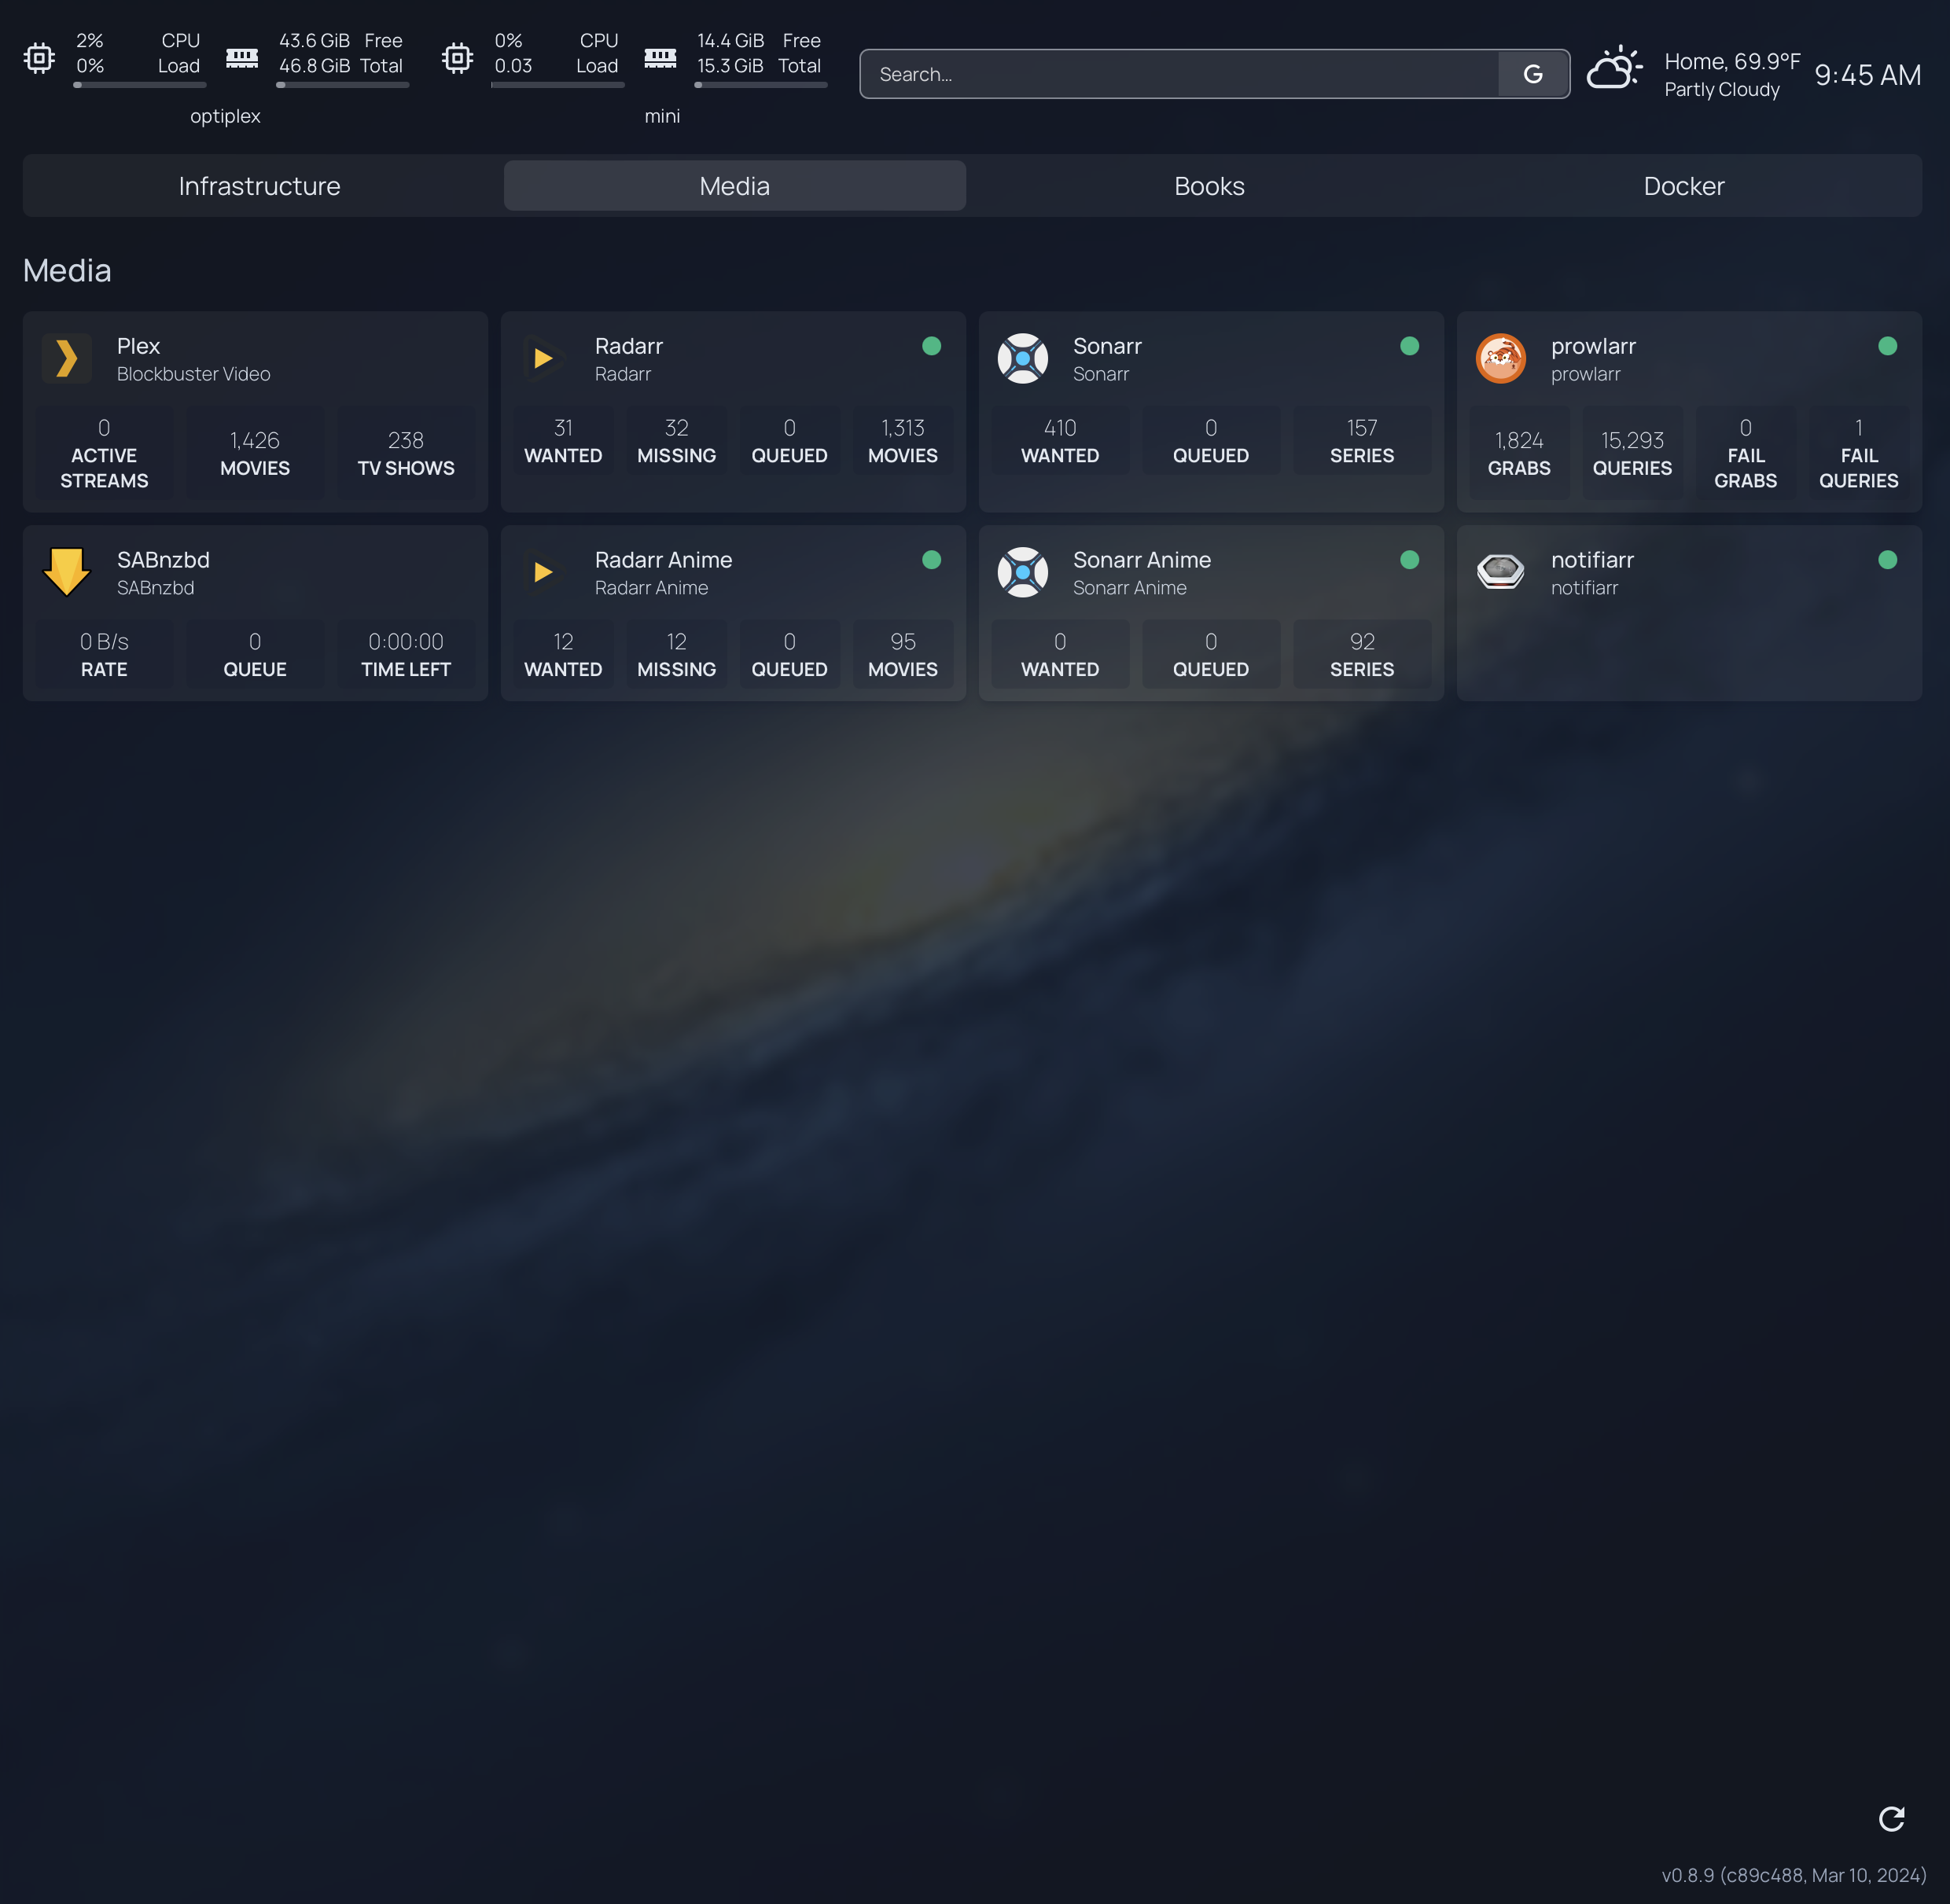 2% CPU
0% Load
43.6 GiB Free
46.8 GiB Total
optiplex
0% CPU
0.03 Load
14.4 GiB Free
15.3 GiB Total
mini
Search...
G
Home, 69.9°F
Partly Cloudy
9:45 AM
Infrastructure
Media
Books
Docker
Media
Plex
Blockbuster Video
0
ACTIVE
STREAMS
1,426
MOVIES
238
TV SHOWS
Radarr
Radarr
31
WANTED
32
MISSING
0
QUEUED
1,313
MOVIES
Sonarr
Sonarr
410
WANTED
0
QUEUED
157
SERIES
prowlarr
prowlarr
1,824
GRABS
15,293
QUERIES
0
FAIL
GRABS
1
FAIL
QUERIES
SABnzbd
SABnzbd
0 B/s
RATE
0
QUEUE
0:00:00
TIME LEFT
Radarr Anime
Radarr Anime
12
WANTED
12
MISSING
0
QUEUED
95
MOVIES
Sonarr Anime
Sonarr Anime
0
WANTED
0
QUEUED
92
SERIES
notifiarr
notifiarr
v0.8.9 (c89c488, Mar 10, 2024)